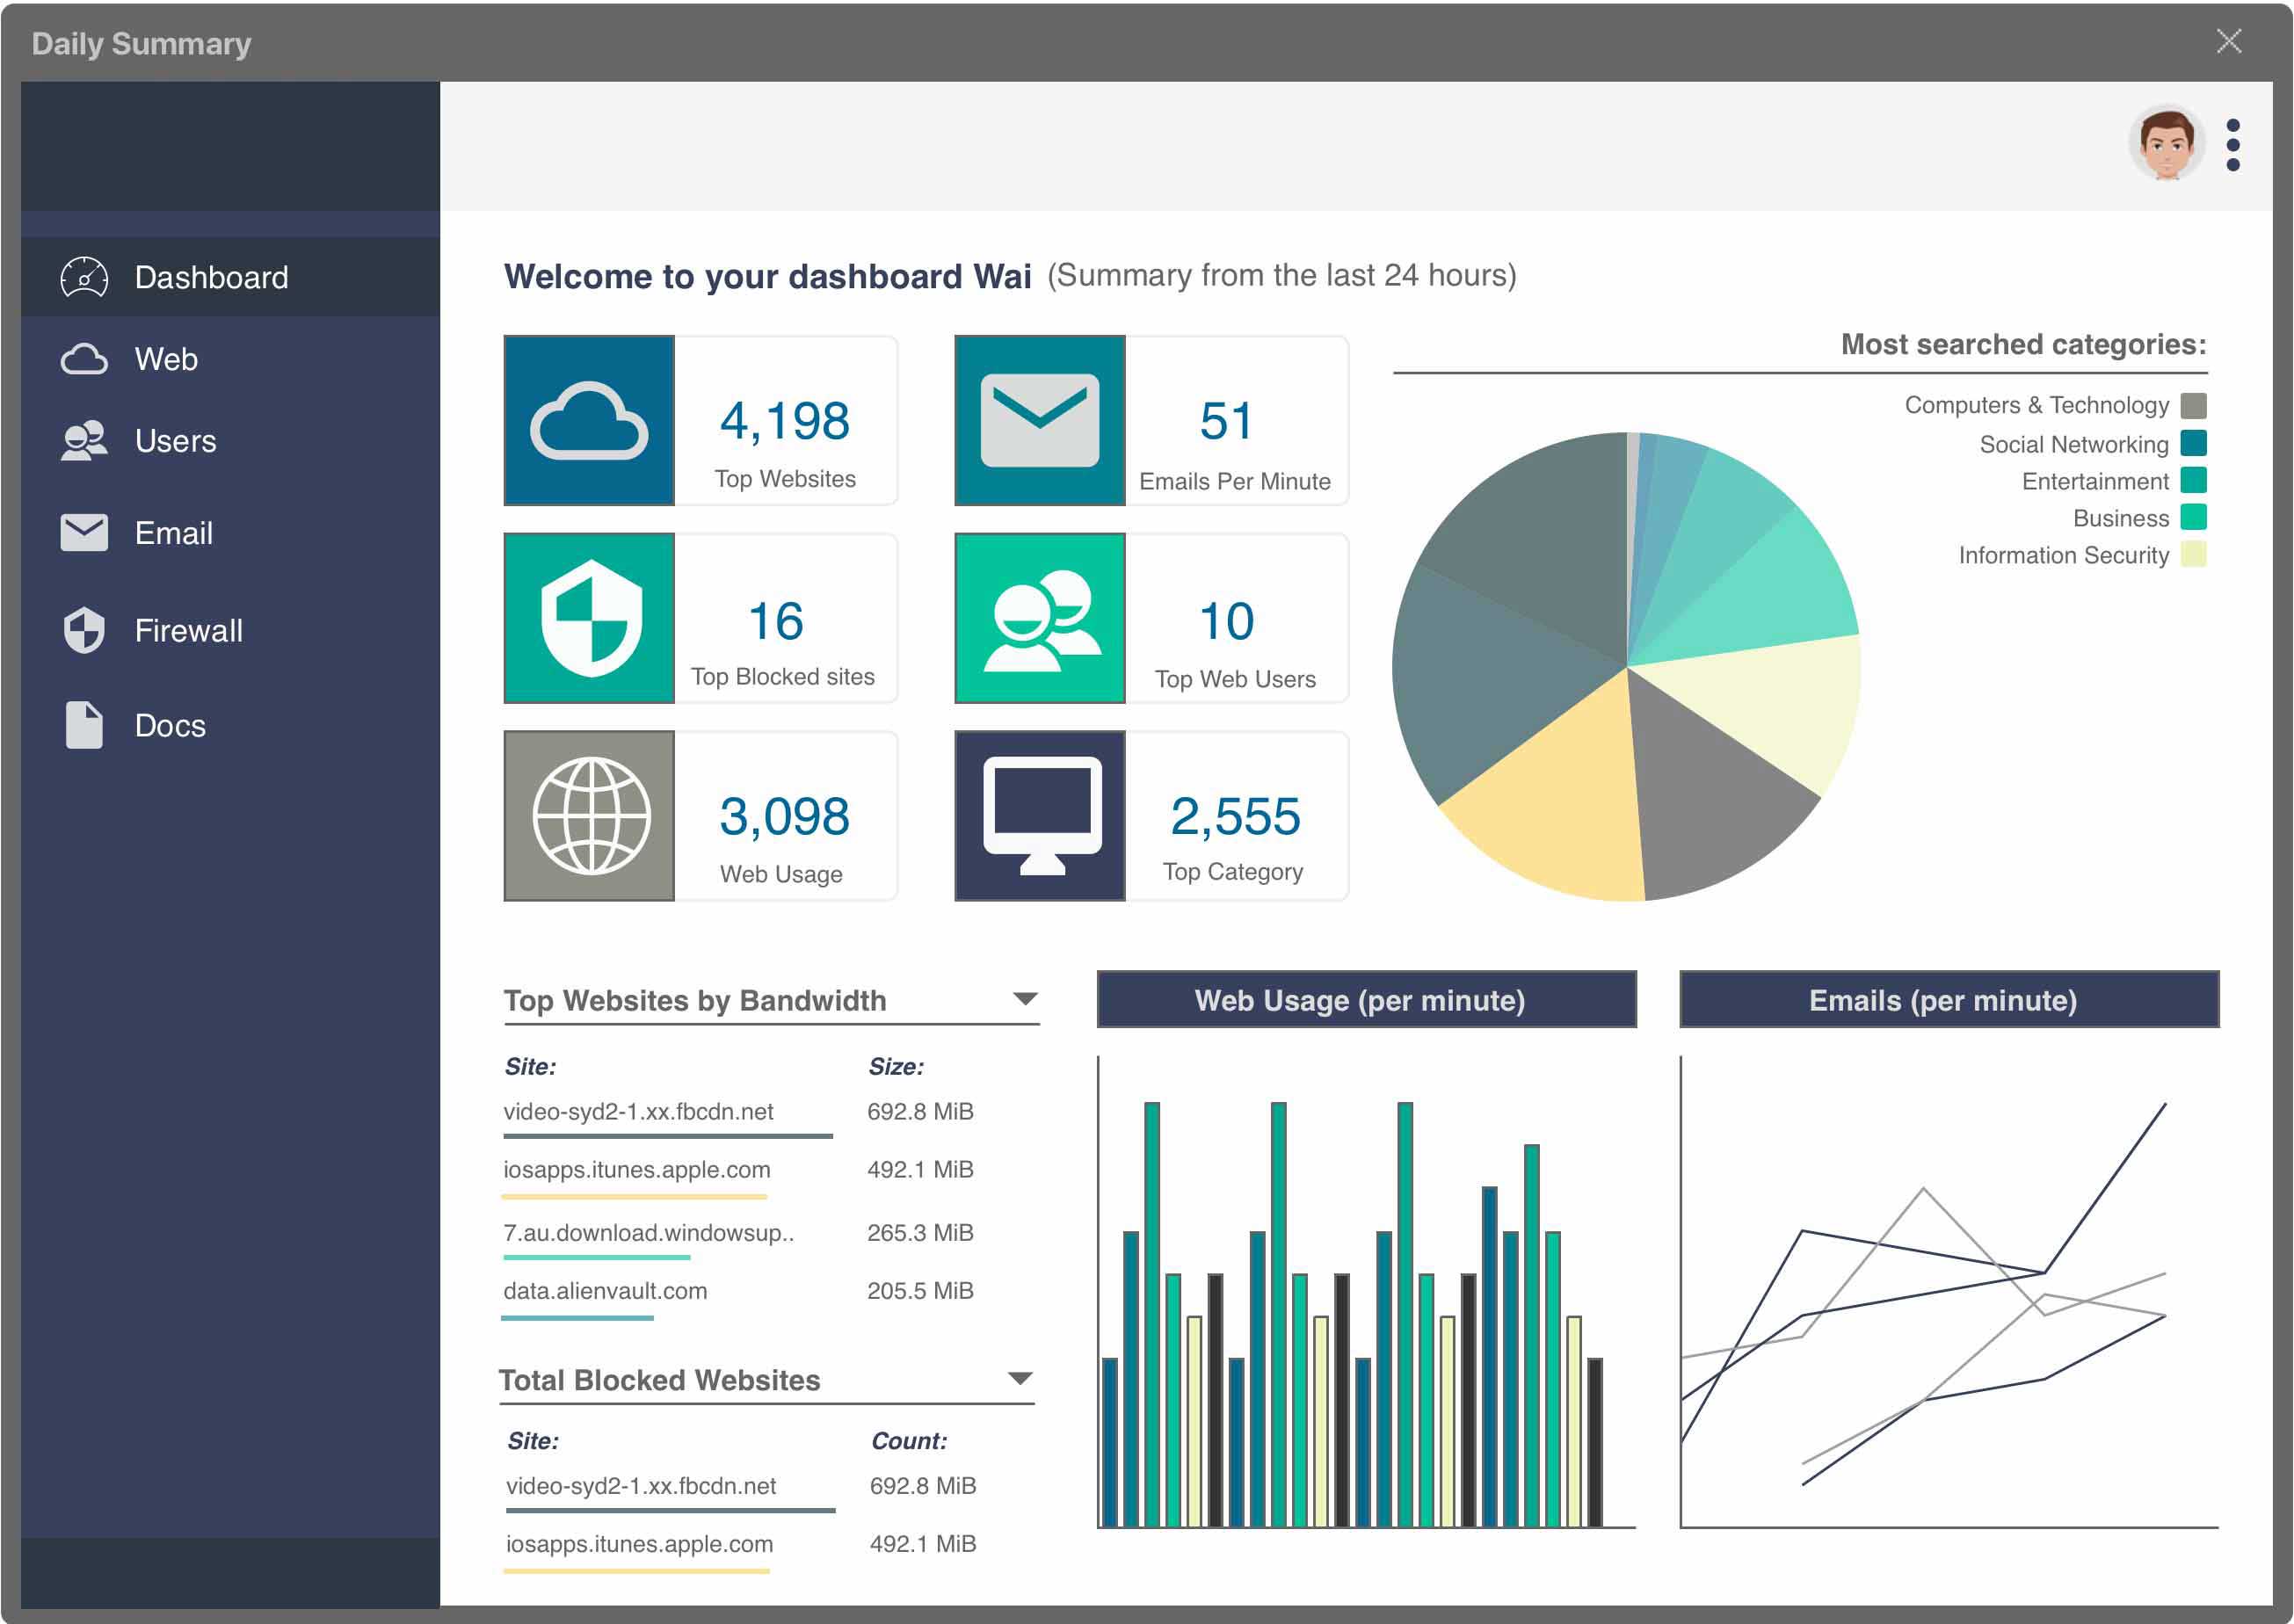 Daily Summary
Dashboard
Web
Users
Email
Firewall
Docs
Welcome to your dashboard Wai (Summary from the last 24 hours)
4,198
Top Websites
51
Emails Per Minute
16
Top Blocked sites
10
Top Web Users
3,098
Web Usage
2,555
Top Category
Most searched categories:
Computers & Technology
Social Networking
Entertainment
Business
Information Security
Top Websites by Bandwidth
Site: Size:
video-syd2-1.xx.fbcdn.net 692.8 MiB
iosapps.itunes.apple.com 492.1 MiB
7.au.download.windowsup.. 265.3 MiB
data.alienvault.com 205.5 MiB
Total Blocked Websites
Site: Count:
video-syd2-1.xx.fbcdn.net 692.8 MiB
iosapps.itunes.apple.com 492.1 MiB
Web Usage (per minute)
Emails (per minute)